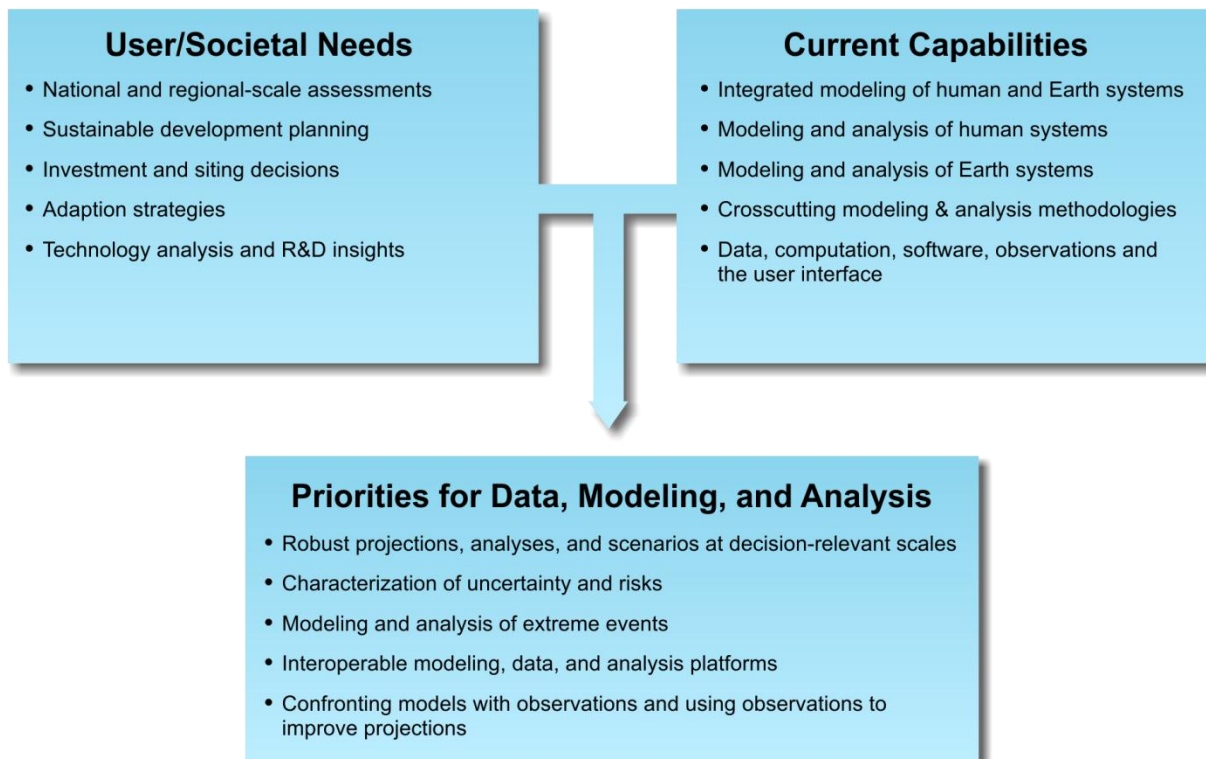 User/Societal Needs
• National and regional-scale assessments
• Sustainable development planning
• Investment and siting decisions
• Adaption strategies
• Technology analysis and R&D insights
Current Capabilities
• Integrated modeling of human and Earth systems
• Modeling and analysis of human systems
• Modeling and analysis of Earth systems
• Crosscutting modeling & analysis methodologies
• Data, computation, software, observations and
the user interface
Priorities for Data, Modeling, and Analysis
• Robust projections, analyses, and scenarios at decision-relevant scales
• Characterization of uncertainty and risks
• Modeling and analysis of extreme events
• Interoperable modeling, data, and analysis platforms
• Confronting models with observations and using observations to
improve projections